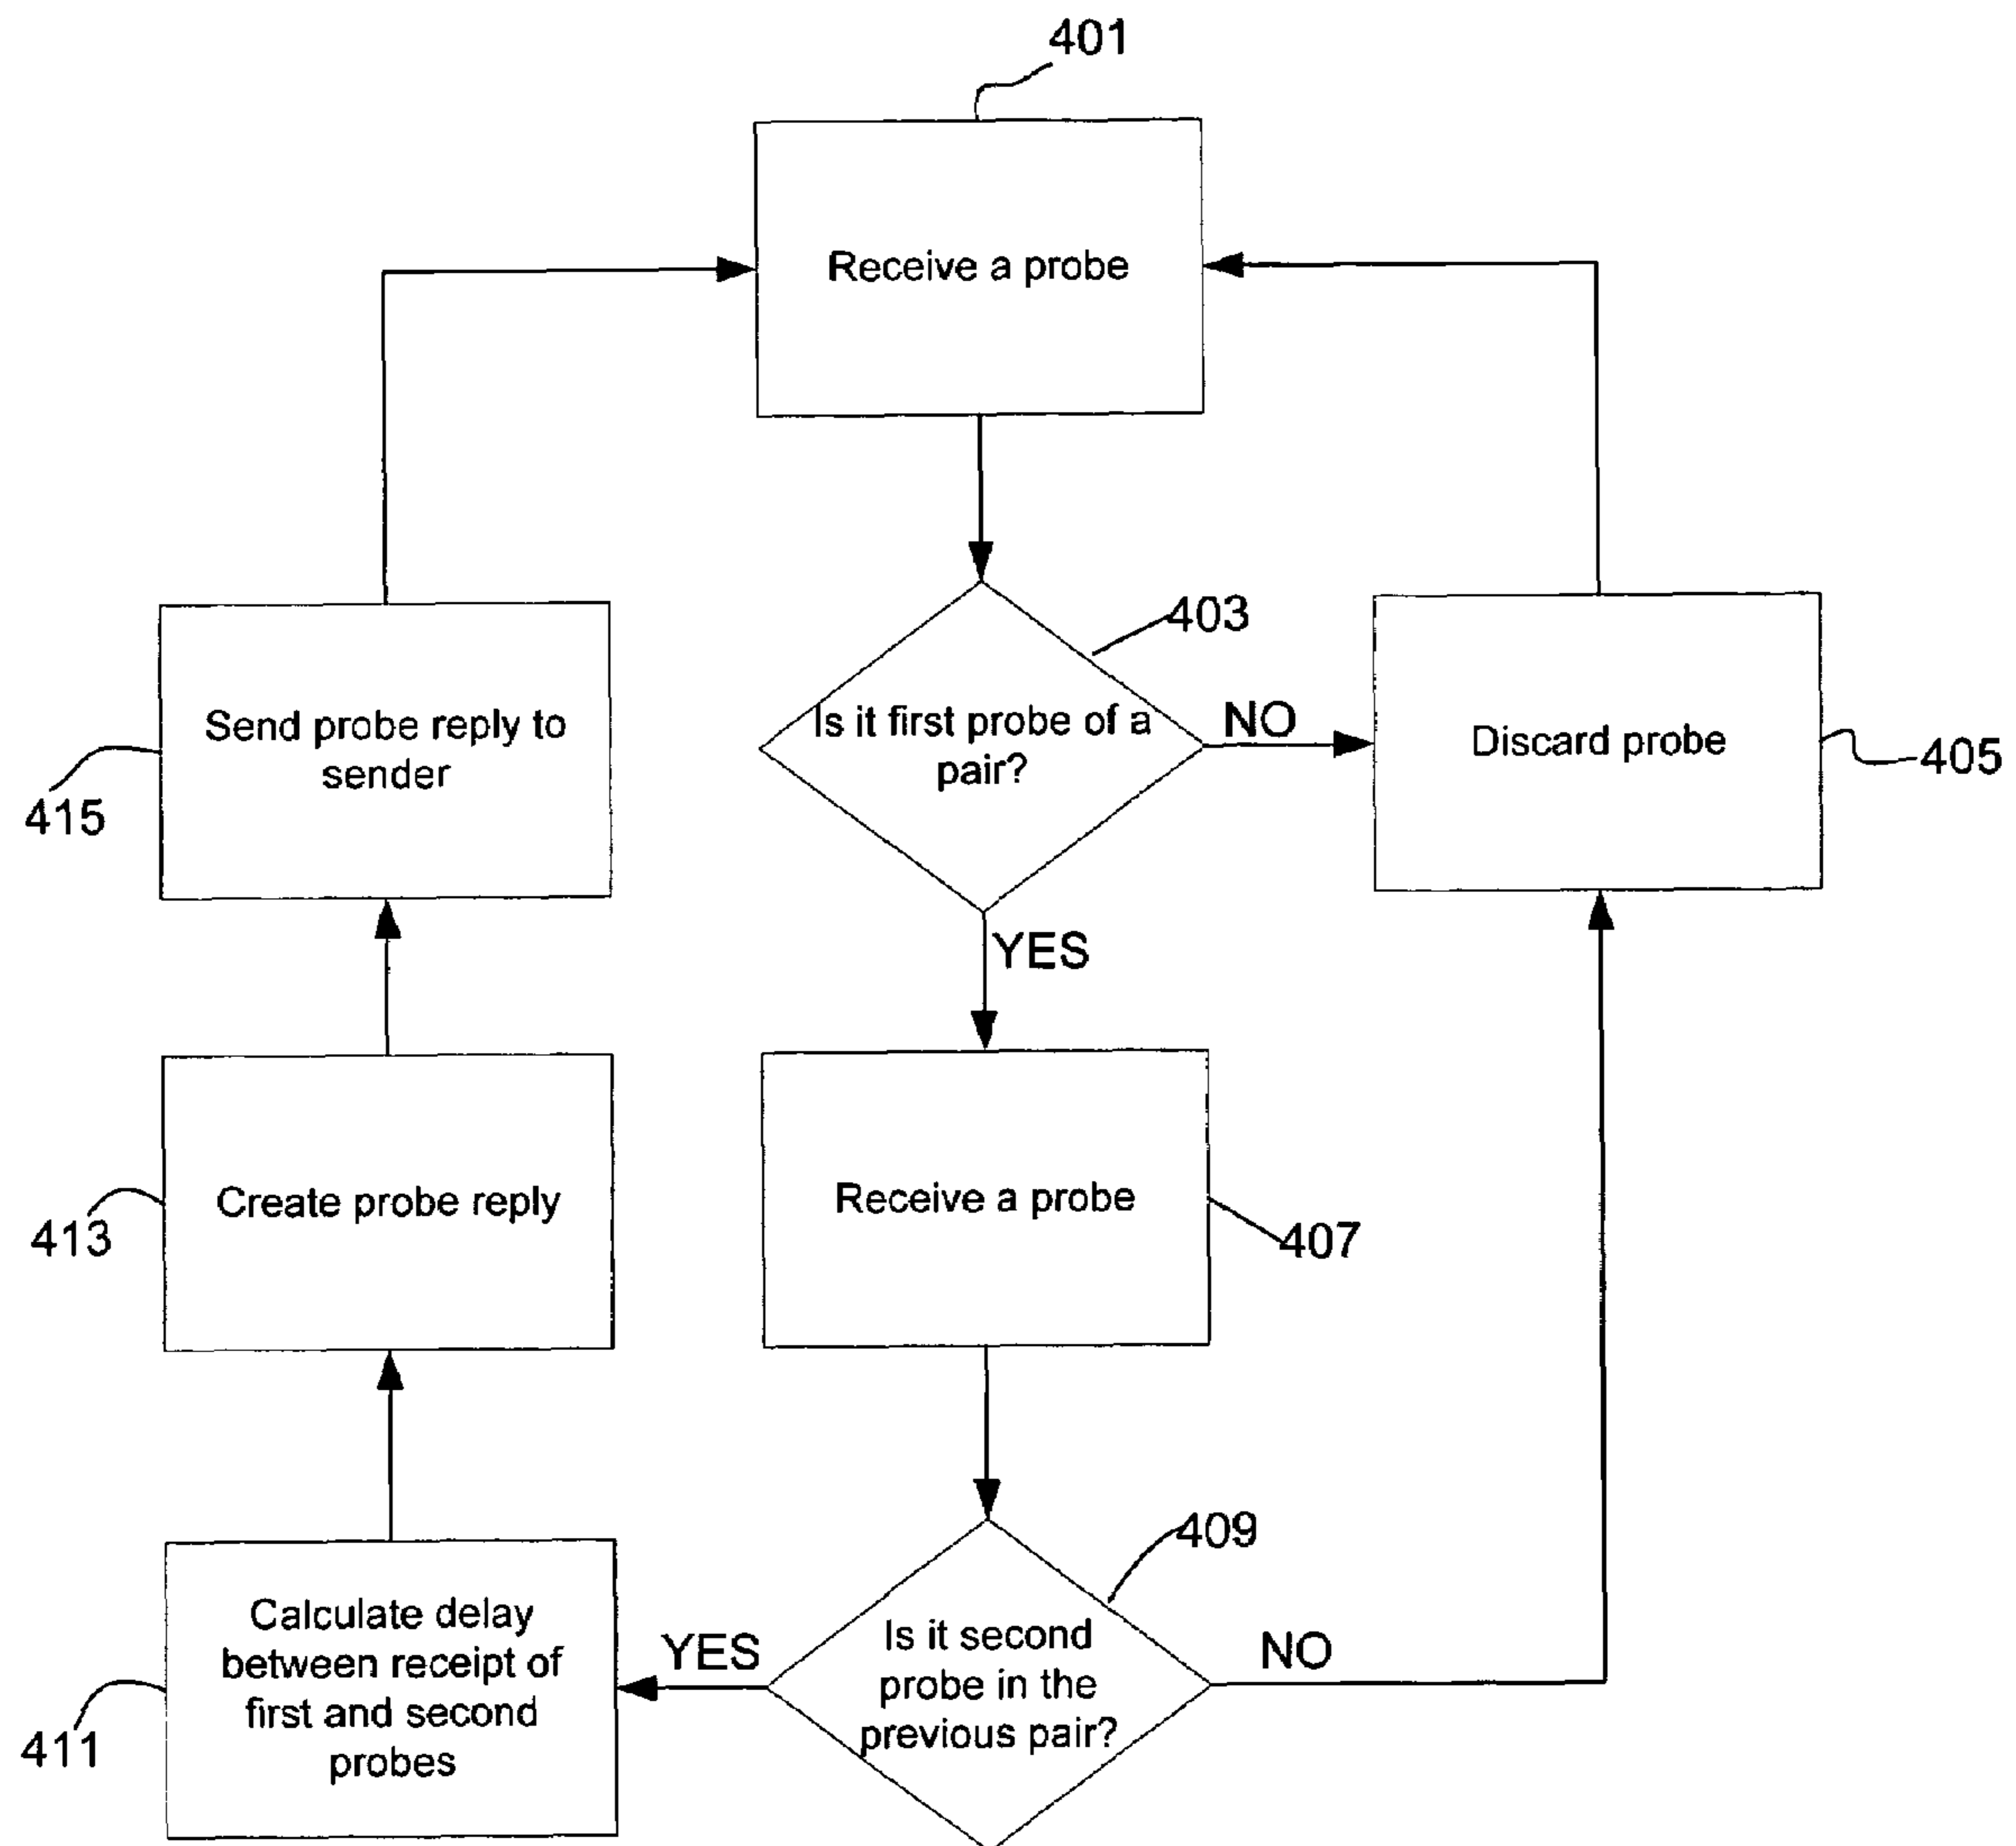 401
Receive a probe
403
Is it first probe of a
pair?
NO
Discard probe
405
Send probe reply to
sender
415
YES
Create probe reply
413
Receive a probe
407
409
Calculate delay
between receipt of
first and second
probes
411
YES
Is it second
probe in the
previous pair?
NO